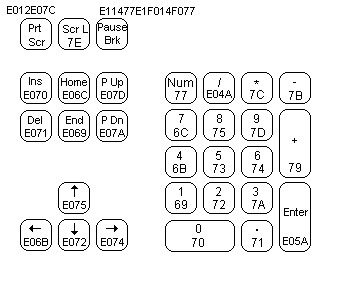 E012E07C E11477E1F014F077
Prt Scr L Pause
Scr 7E Brk
Ins Home P Up Num / * -
E070 E06C E07D 77 E04A 7C 7B
Del End P Dn 7 8 9 +
E071 E069 E07A 6C 75 7D
4 5 6
6B 73 74 79
↑ 1 2 3 Enter
E075 69 72 7A
← ↓ → 0 .
E06B E072 E074 70 71 E05A